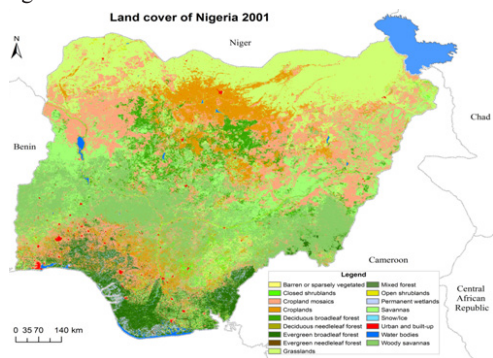 Land cover of Nigeria 2001
N
Niger
Chad
Benin
Cameroon
Central
African
Republic
0 35 70 140 km
Legend
Barren or sparsely vegetated
Closed shrublands
Cropland mosaics
Croplands
Deciduous broadleaf forest
Deciduous needleleaf forest
Evergreen broadleaf forest
Evergreen needleleaf forest
Grasslands
Mixed forest
Open shrublands
Permanent wetlands
Savannas
Snow/Ice
Urban and built-up
Water bodies
Woody savannas